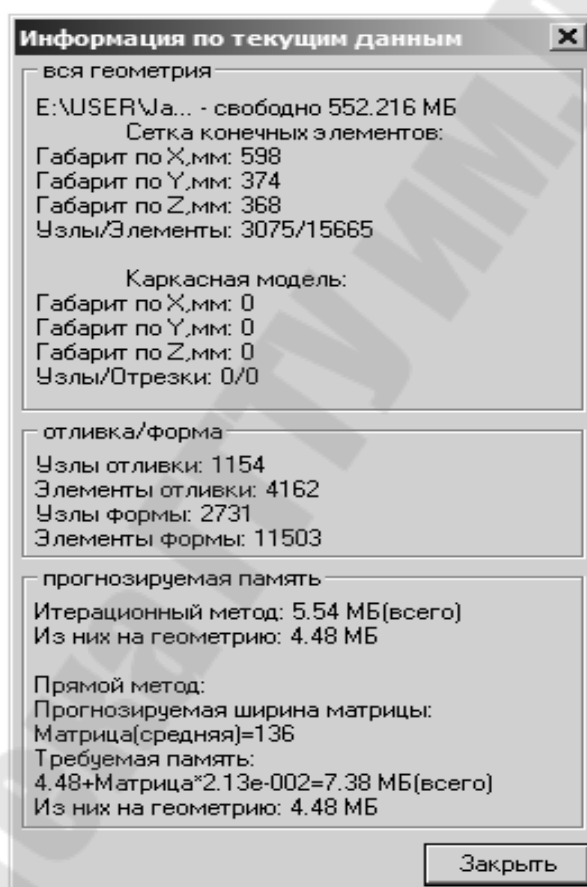 Информация по текущим данным
вся геометрия
E:\USER\Ja... - свободно 552.216 МБ
Сетка конечных элементов:
Габарит по X,мм: 598
Габарит по Y,мм: 374
Габарит по Z,мм: 368
Узлы/Элементы: 3075/15665
Каркасная модель:
Габарит по X,мм: 0
Габарит по Y,мм: 0
Габарит по Z,мм: 0
Узлы/Отрезки: 0/0
отливка/форма
Узлы отливки: 1154
Элементы отливки: 4162
Узлы формы: 2731
Элементы формы: 11503
прогнозируемая память
Итерационный метод: 5.54 МБ(всего)
Из них на геометрию: 4.48 МБ
Прямой метод:
Прогнозируемая ширина матрицы:
Матрица(средняя)=136
Требуемая память:
4.48+Матрица*2.13e-002=7.38 МБ(всего)
Из них на геометрию: 4.48 МБ
Закрыть